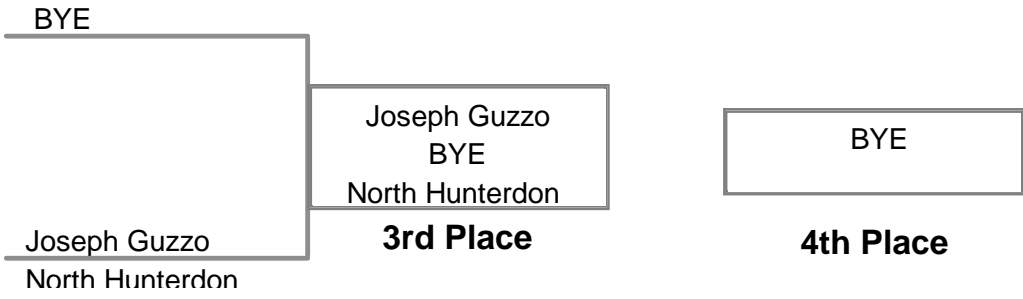 BYE
Joseph Guzzo
BYE
North Hunterdon
3rd Place
Joseph Guzzo
North Hunterdon
BYE
4th Place